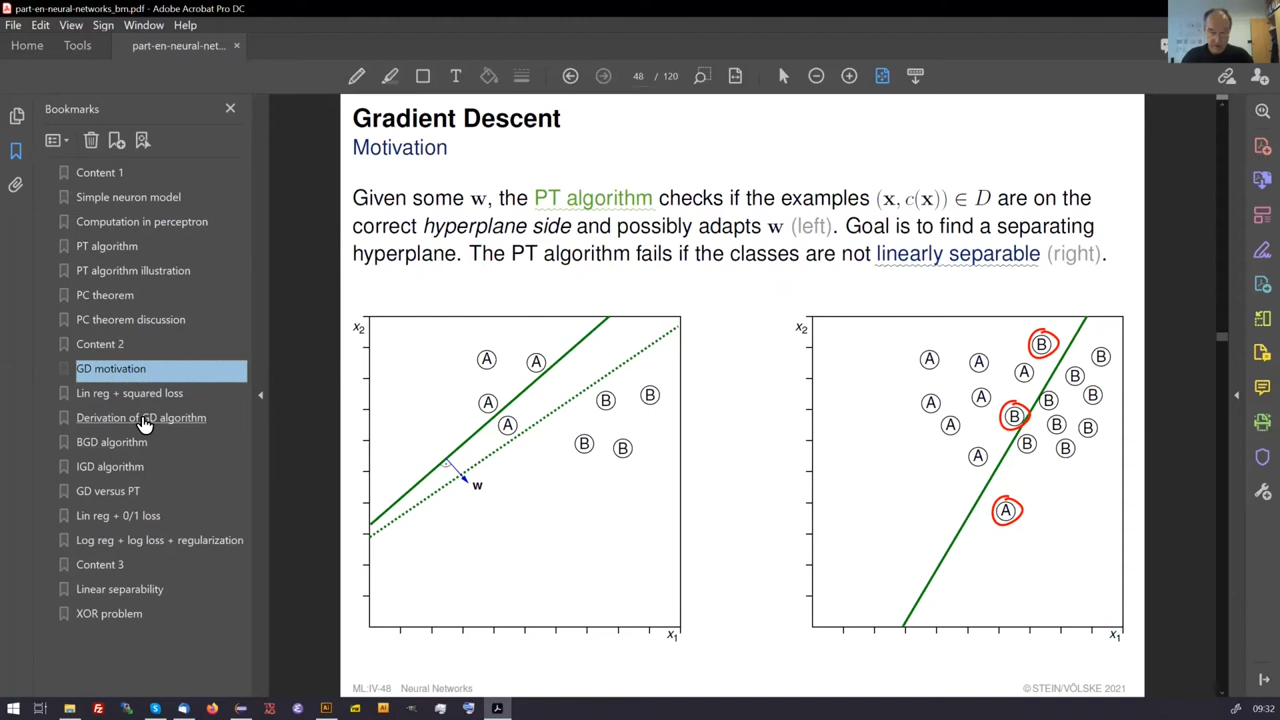 part-en-neural-networks_bm.pdf - Adobe Acrobat Pro DC
File Edit View Sign Window Help
Home Tools part-en-neural-net... ×
48 / 120
Bookmarks
Content 1
Simple neuron model
Computation in perceptron
PT algorithm
PT algorithm illustration
PC theorem
PC theorem discussion
Content 2
GD motivation
Lin reg + squared loss
Derivation of GD algorithm
BGD algorithm
IGD algorithm
GD versus PT
Lin reg + 0/1 loss
Log reg + log loss + regularization
Content 3
Linear separability
XOR problem
Gradient Descent
Motivation
Given some w, the PT algorithm checks if the examples (x, c(x)) ∈ D are on the
correct hyperplane side and possibly adapts w (left). Goal is to find a separating
hyperplane. The PT algorithm fails if the classes are not linearly separable (right).
x2
A A
A
A
B B
B B
w
x1
x2
B
A A A B B
A A B B B
A B B B
A B B
A
x1
ML:IV-48 Neural Networks
© STEIN/VÖLSKE 2021
09:32